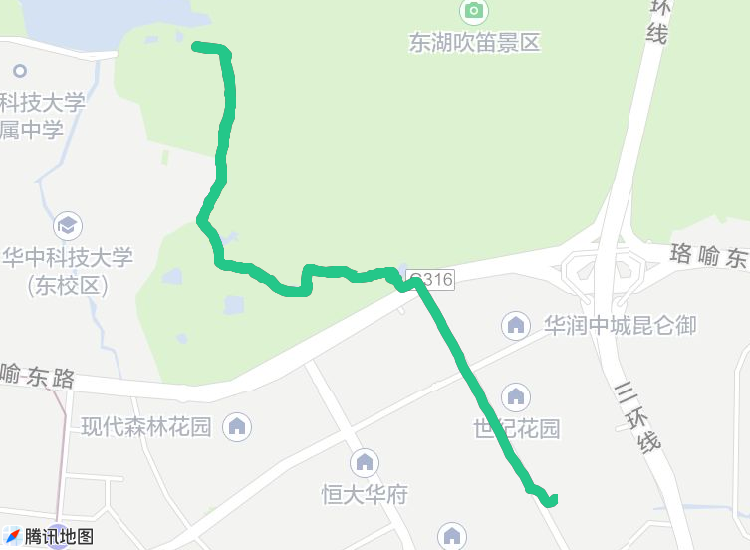 环
线
东湖吹笛景区
科技大学
属中学
华中科技大学
(东校区)
珞喻东
G316
华润中城昆仑御
喻东路
三环线
现代森林花园
世纪花园
恒大华府
腾讯地图